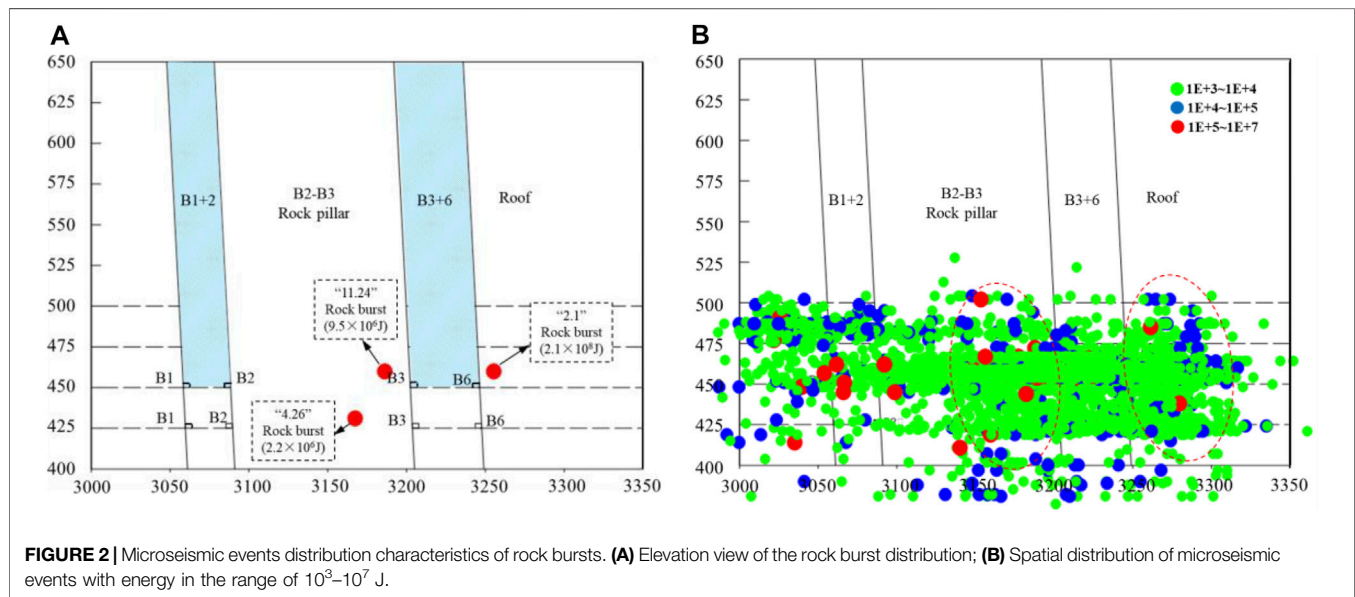 A
650
625
600
575
550
525
500
475
450
425
400
3000
3050
3100
3150
3200
3250
3300
3350
B1+2
B2-B3
Rock pillar
B3+6
Roof
“11.24”
Rock burst
(9.5×10⁶J)
“2.1”
Rock burst
(2.1×10⁸J)
“4.26”
Rock burst
(2.2×10⁶J)
B1
B2
B3
B6
B1
B2
B3
B6
B
650
625
600
575
550
525
500
475
450
425
400
3000
3050
3100
3150
3200
3250
3300
3350
1E+3~1E+4
1E+4~1E+5
1E+5~1E+7
B1+2
B2-B3
Rock pillar
B3+6
Roof
FIGURE 2 | Microseismic events distribution characteristics of rock bursts. (A) Elevation view of the rock burst distribution; (B) Spatial distribution of microseismic
events with energy in the range of 10³–10⁷ J.